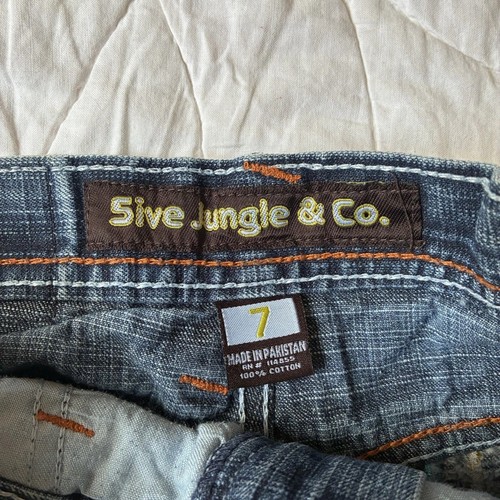 5ive Jungle & Co.
7
MADE IN PAKISTAN
RN# 114855
100% COTTON